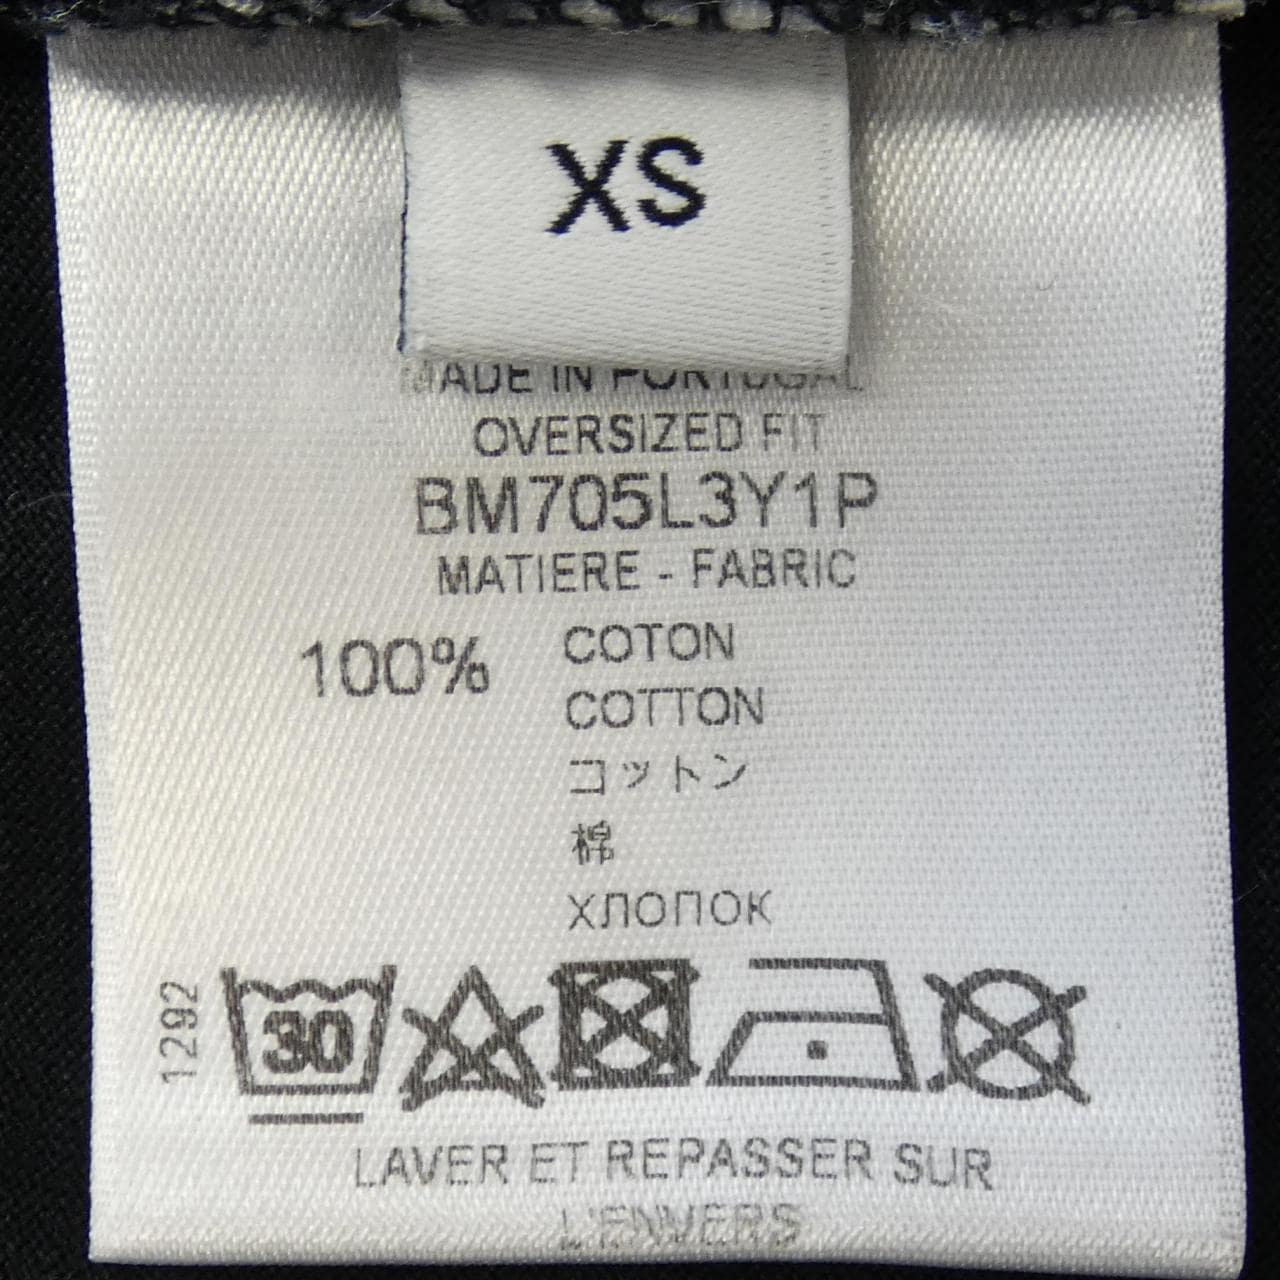 XS
MADE IN PORTUGAL
OVERSIZED FIT
BM705L3Y1P
MATIERE - FABRIC
100% COTON
COTTON
コットン
棉
ХЛОПОК
1292
30
LAVER ET REPASSER SUR
L'ENVERS